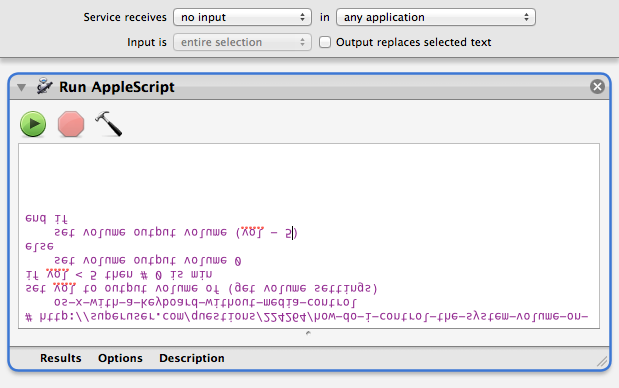 Service receives no input in any application
Input is entire selection Output replaces selected text
Run AppleScript
# http://superuser.com/questions/224264/how-do-i-control-the-system-volume-on-
os-x-with-a-keyboard-without-media-control
set vol to output volume of (get volume settings)
if vol < 5 then # 0 is min
set volume output volume 0
else
set volume output volume (vol - 5)
end if
Results Options Description